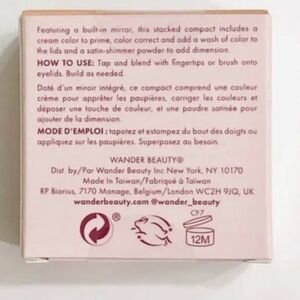 Featuring a built-in mirror, this stacked compact includes a
cream color to prime, color correct and add a wash of color to
the lids and a satin-shimmer powder to add dimension.
HOW TO USE: Tap and blend with fingertips or brush onto
eyelids. Build as needed.
Doté d'un miroir intégré, ce compact comprend une couleur
crème pour apprêter les paupières, corriger les couleurs et
déposer une touche de couleur, et une poudre satinée pour
ajouter de la dimension.
MODE D'EMPLOI : tapotez et estompez du bout des daigts ou
appliquez sur les paupières. Superposez au besoin.
WANDER BEAUTY®
Dist. by/Par Wander Beauty Inc New York, NY 10170
Made in Taiwan/Fabriqué à Taiwan
RP Biorius, 7170 Manage, Belgium/London WC2H 9JQ, UK
wanderbeauty.com @wander_beauty
CF7
12M